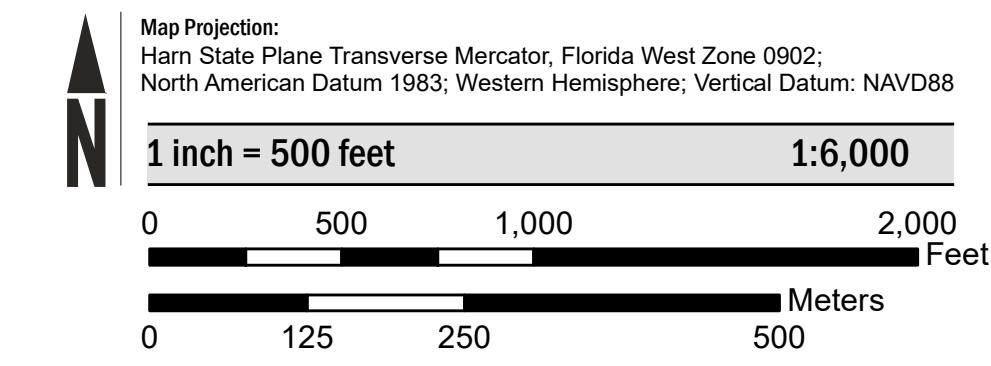 Map Projection:
Harn State Plane Transverse Mercator, Florida West Zone 0902;
North American Datum 1983; Western Hemisphere; Vertical Datum: NAVD88
N
1 inch = 500 feet 1:6,000
0 500 1,000 2,000
Feet
Meters
0 125 250 500